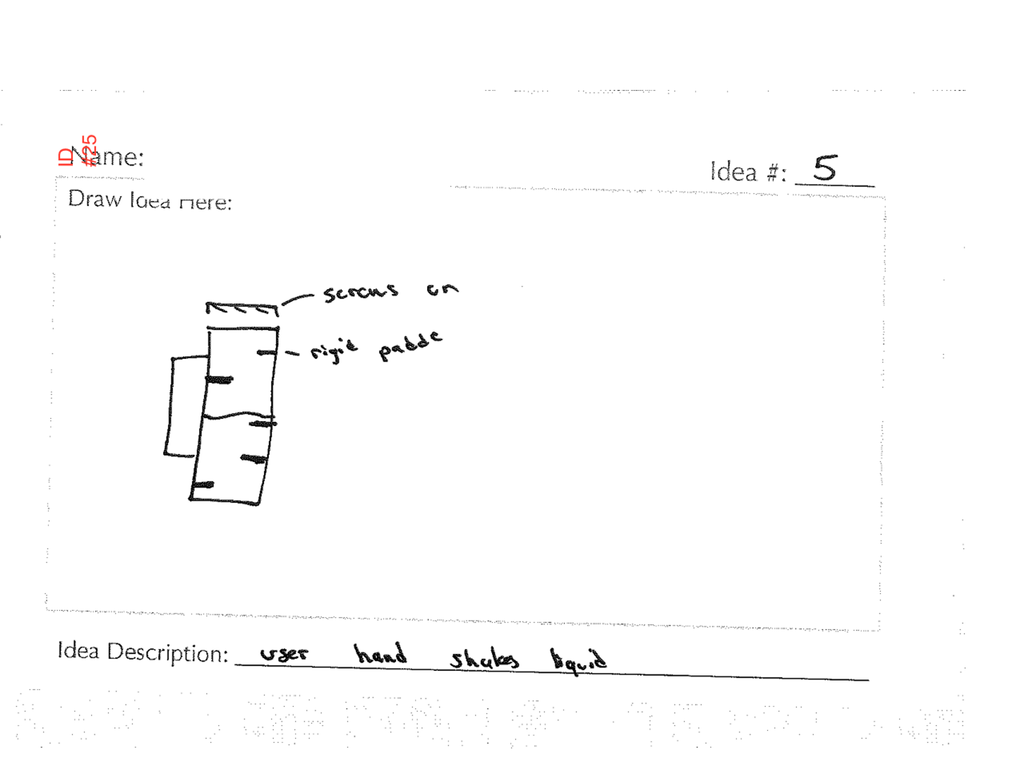 ID #25
Name:
Idea #: 5
Draw Idea Here:
screws on
rigid paddle
Idea Description: user hand shakes liquid